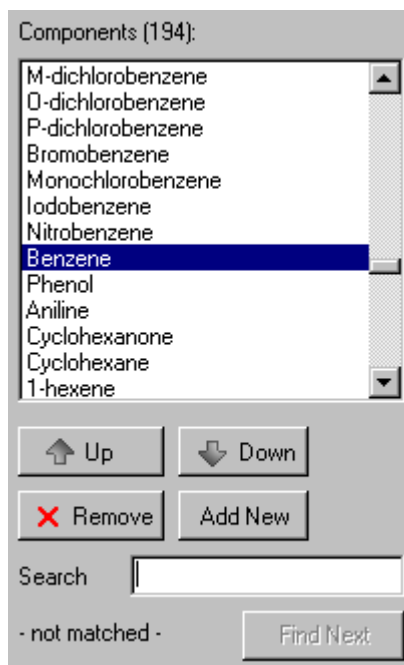 Components (194):
M-dichlorobenzene
O-dichlorobenzene
P-dichlorobenzene
Bromobenzene
Monochlorobenzene
Iodobenzene
Nitrobenzene
Benzene
Phenol
Aniline
Cyclohexanone
Cyclohexane
1-hexene
Up Down
Remove Add New
Search
- not matched - Find Next